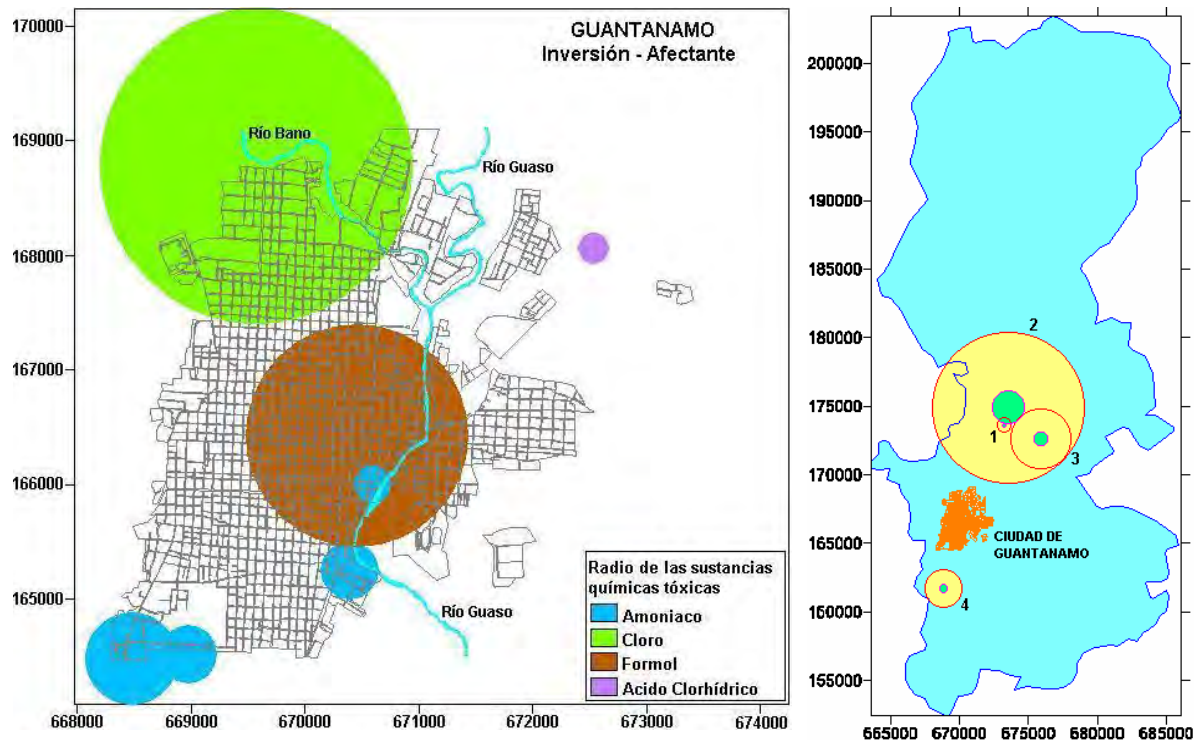 GUANTANAMO
Inversión - Afectante
170000
169000
168000
167000
166000
165000
Río Bano
Río Guaso
Río Guaso
Radio de las sustancias
químicas tóxicas
Amoniaco
Cloro
Formol
Acido Clorhídrico
668000 669000 670000 671000 672000 673000 674000
200000
195000
190000
185000
180000
175000
170000
165000
160000
155000
2
1
3
CIUDAD DE
GUANTANAMO
4
665000 670000 675000 680000 685000